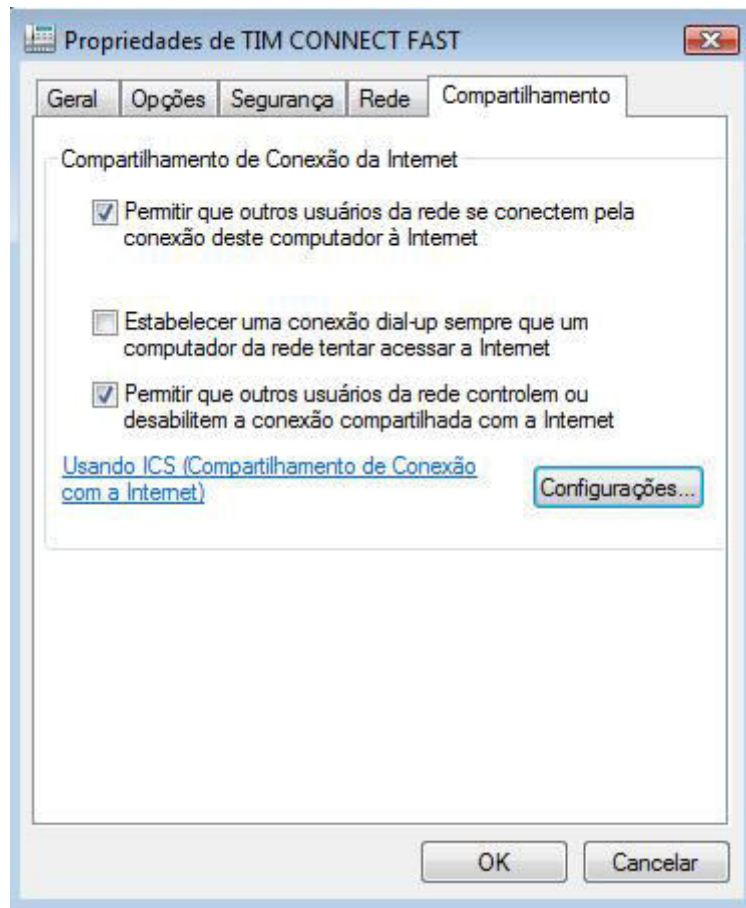 Propriedades de TIM CONNECT FAST
Geral Opções Segurança Rede Compartilhamento
Compartilhamento de Conexão da Internet
Permitir que outros usuários da rede se conectem pela
conexão deste computador à Internet
Estabelecer uma conexão dial-up sempre que um
computador da rede tentar acessar a Internet
Permitir que outros usuários da rede controlem ou
desabilitem a conexão compartilhada com a Internet
Usando ICS (Compartilhamento de Conexão
com a Internet)
Configurações...
OK Cancelar